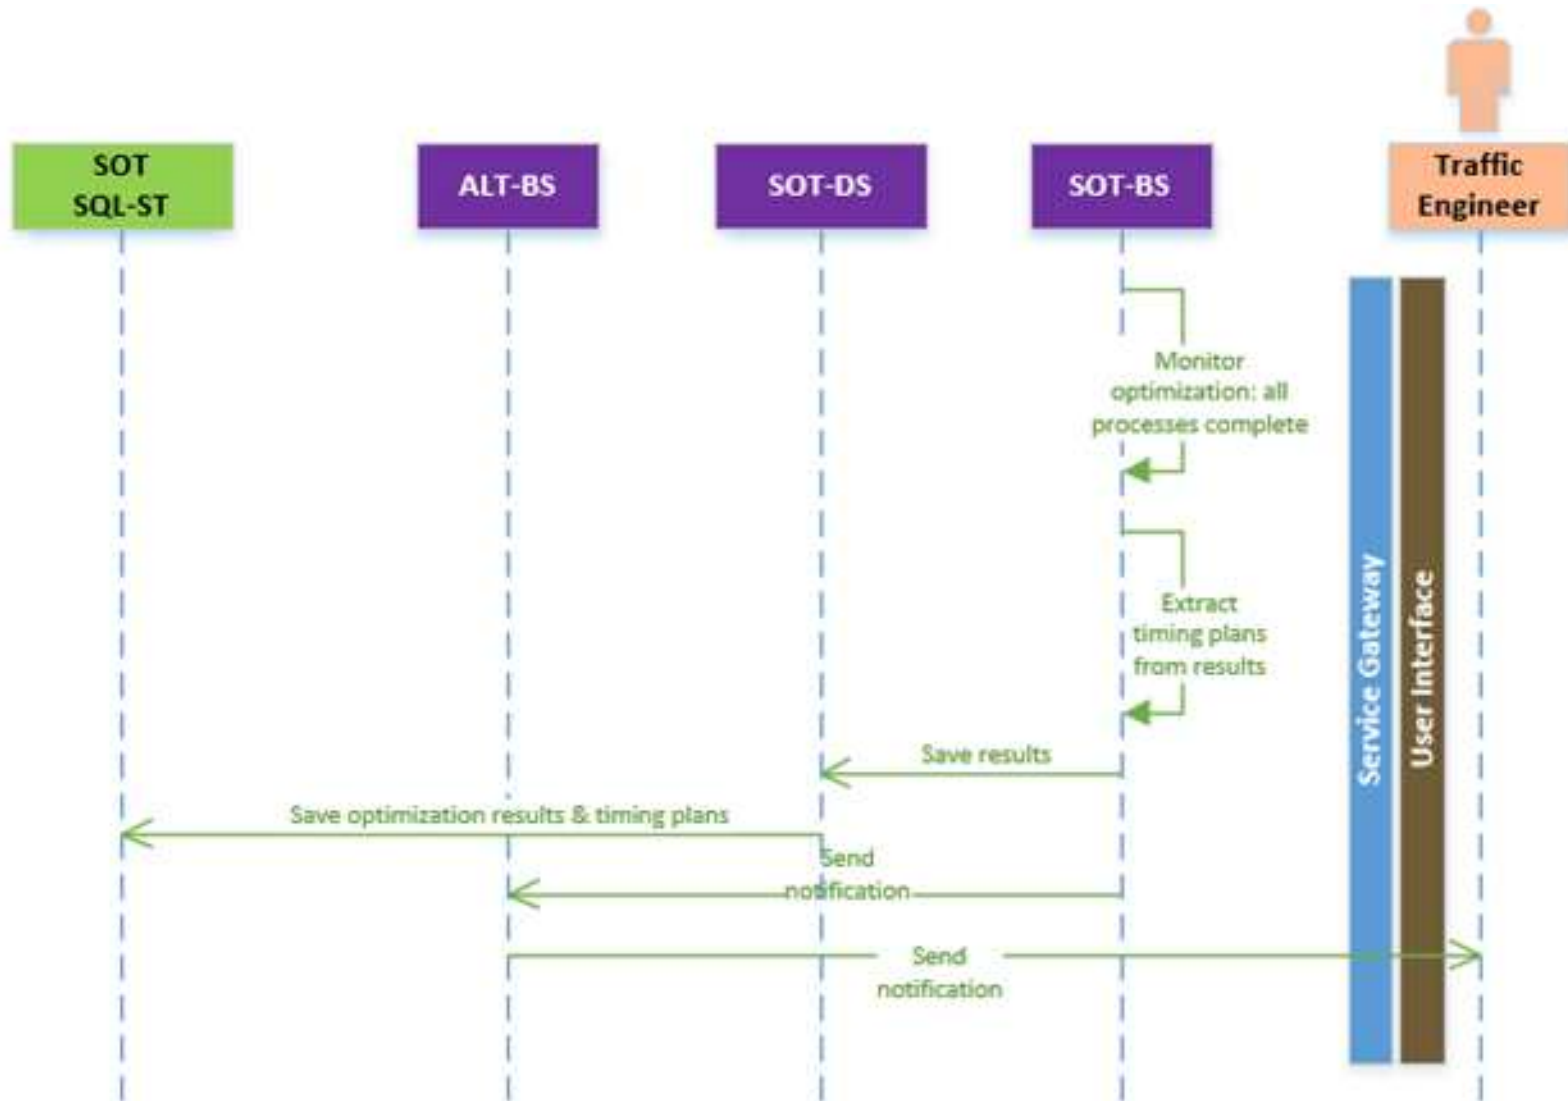 SOT
SQL-ST
ALT-BS
SOT-DS
SOT-BS
Traffic
Engineer
Monitor
optimization: all
processes complete
Extract
timing plans
from results
Save results
Save optimization results & timing plans
Send
notification
Send
notification
Service Gateway
User Interface